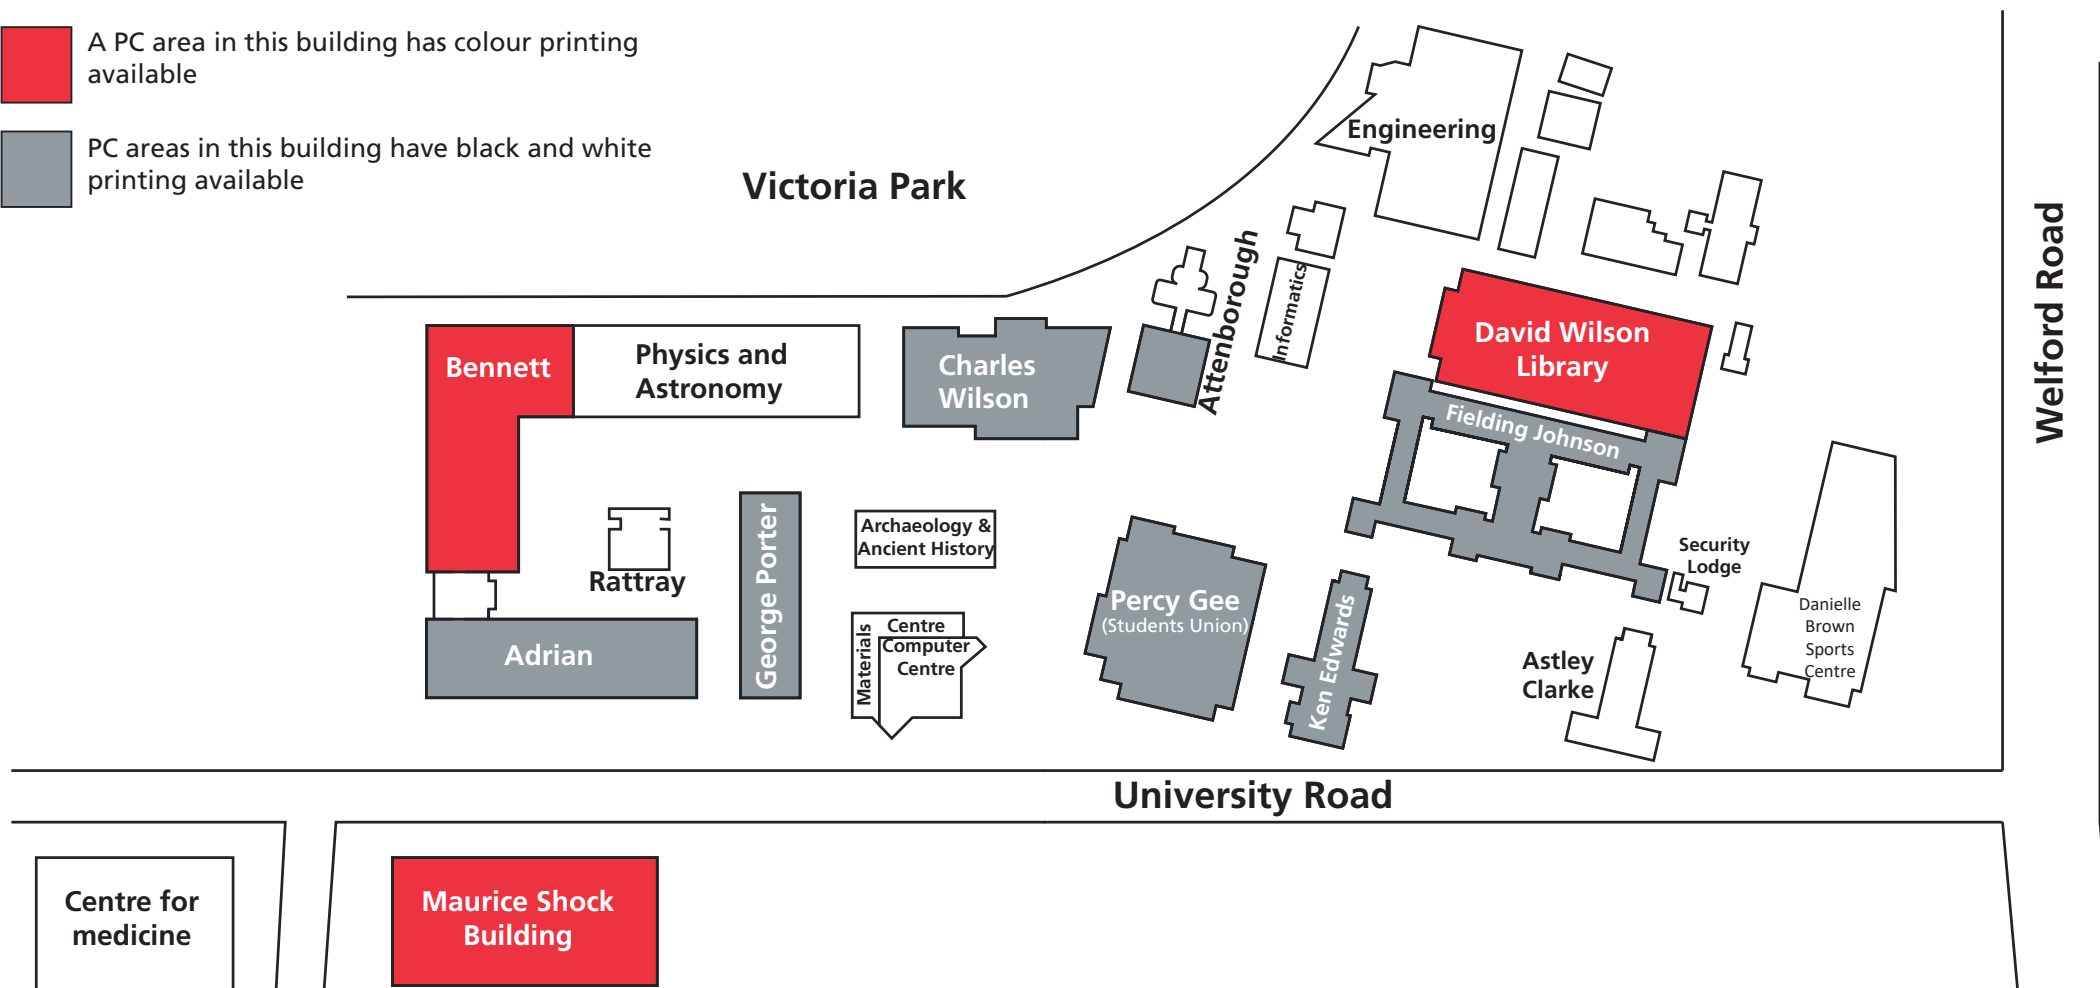 A PC area in this building has colour printing
available
PC areas in this building have black and white
printing available
Victoria Park
Engineering
Attenborough
Informatics
Welford Road
David Wilson
Library
Bennett
Physics and
Astronomy
Charles
Wilson
Fielding Johnson
George Porter
Archaeology &
Ancient History
Rattray
Security
Lodge
Percy Gee
(Students Union)
Ken Edwards
Danielle
Brown
Sports
Centre
Adrian
Materials
Centre
Computer
Centre
Astley
Clarke
University Road
Centre for
medicine
Maurice Shock
Building